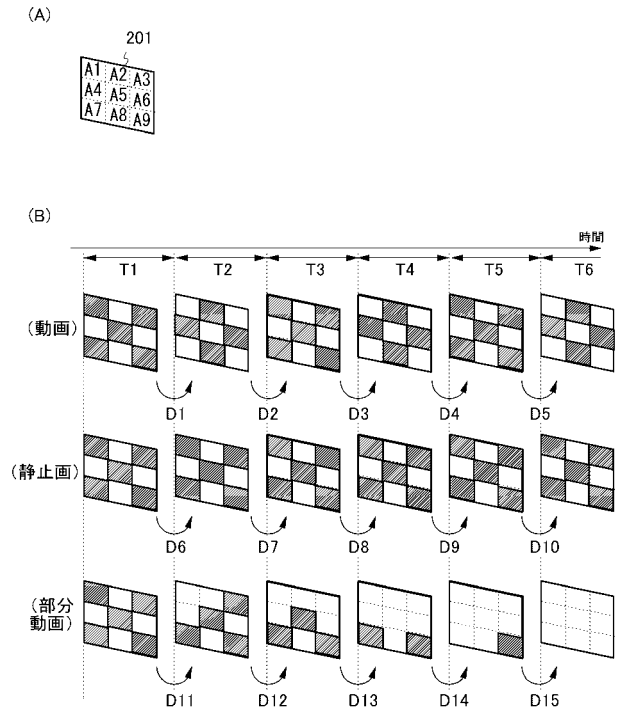 (A)
201
A1 A2 A3
A4 A5 A6
A7 A8 A9
(B)
時間
T1 T2 T3 T4 T5 T6
(動画)
D1 D2 D3 D4 D5
(静止画)
D6 D7 D8 D9 D10
(部分
動画)
D11 D12 D13 D14 D15